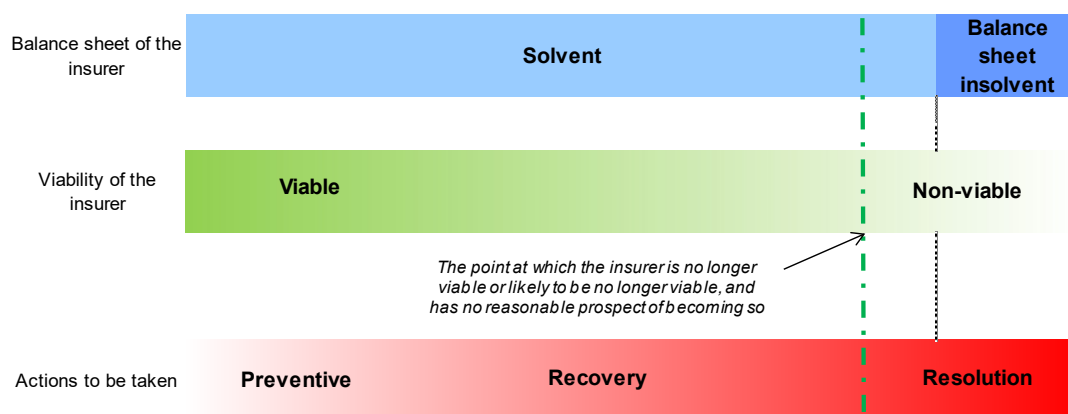 Balance sheet of the
insurer
Solvent
Balance
sheet
insolvent
Viability of the
insurer
Viable
Non-viable
The point at which the insurer is no longer
viable or likely to be no longer viable, and
has no reasonable prospect of becoming so
Actions to be taken
Preventive
Recovery
Resolution